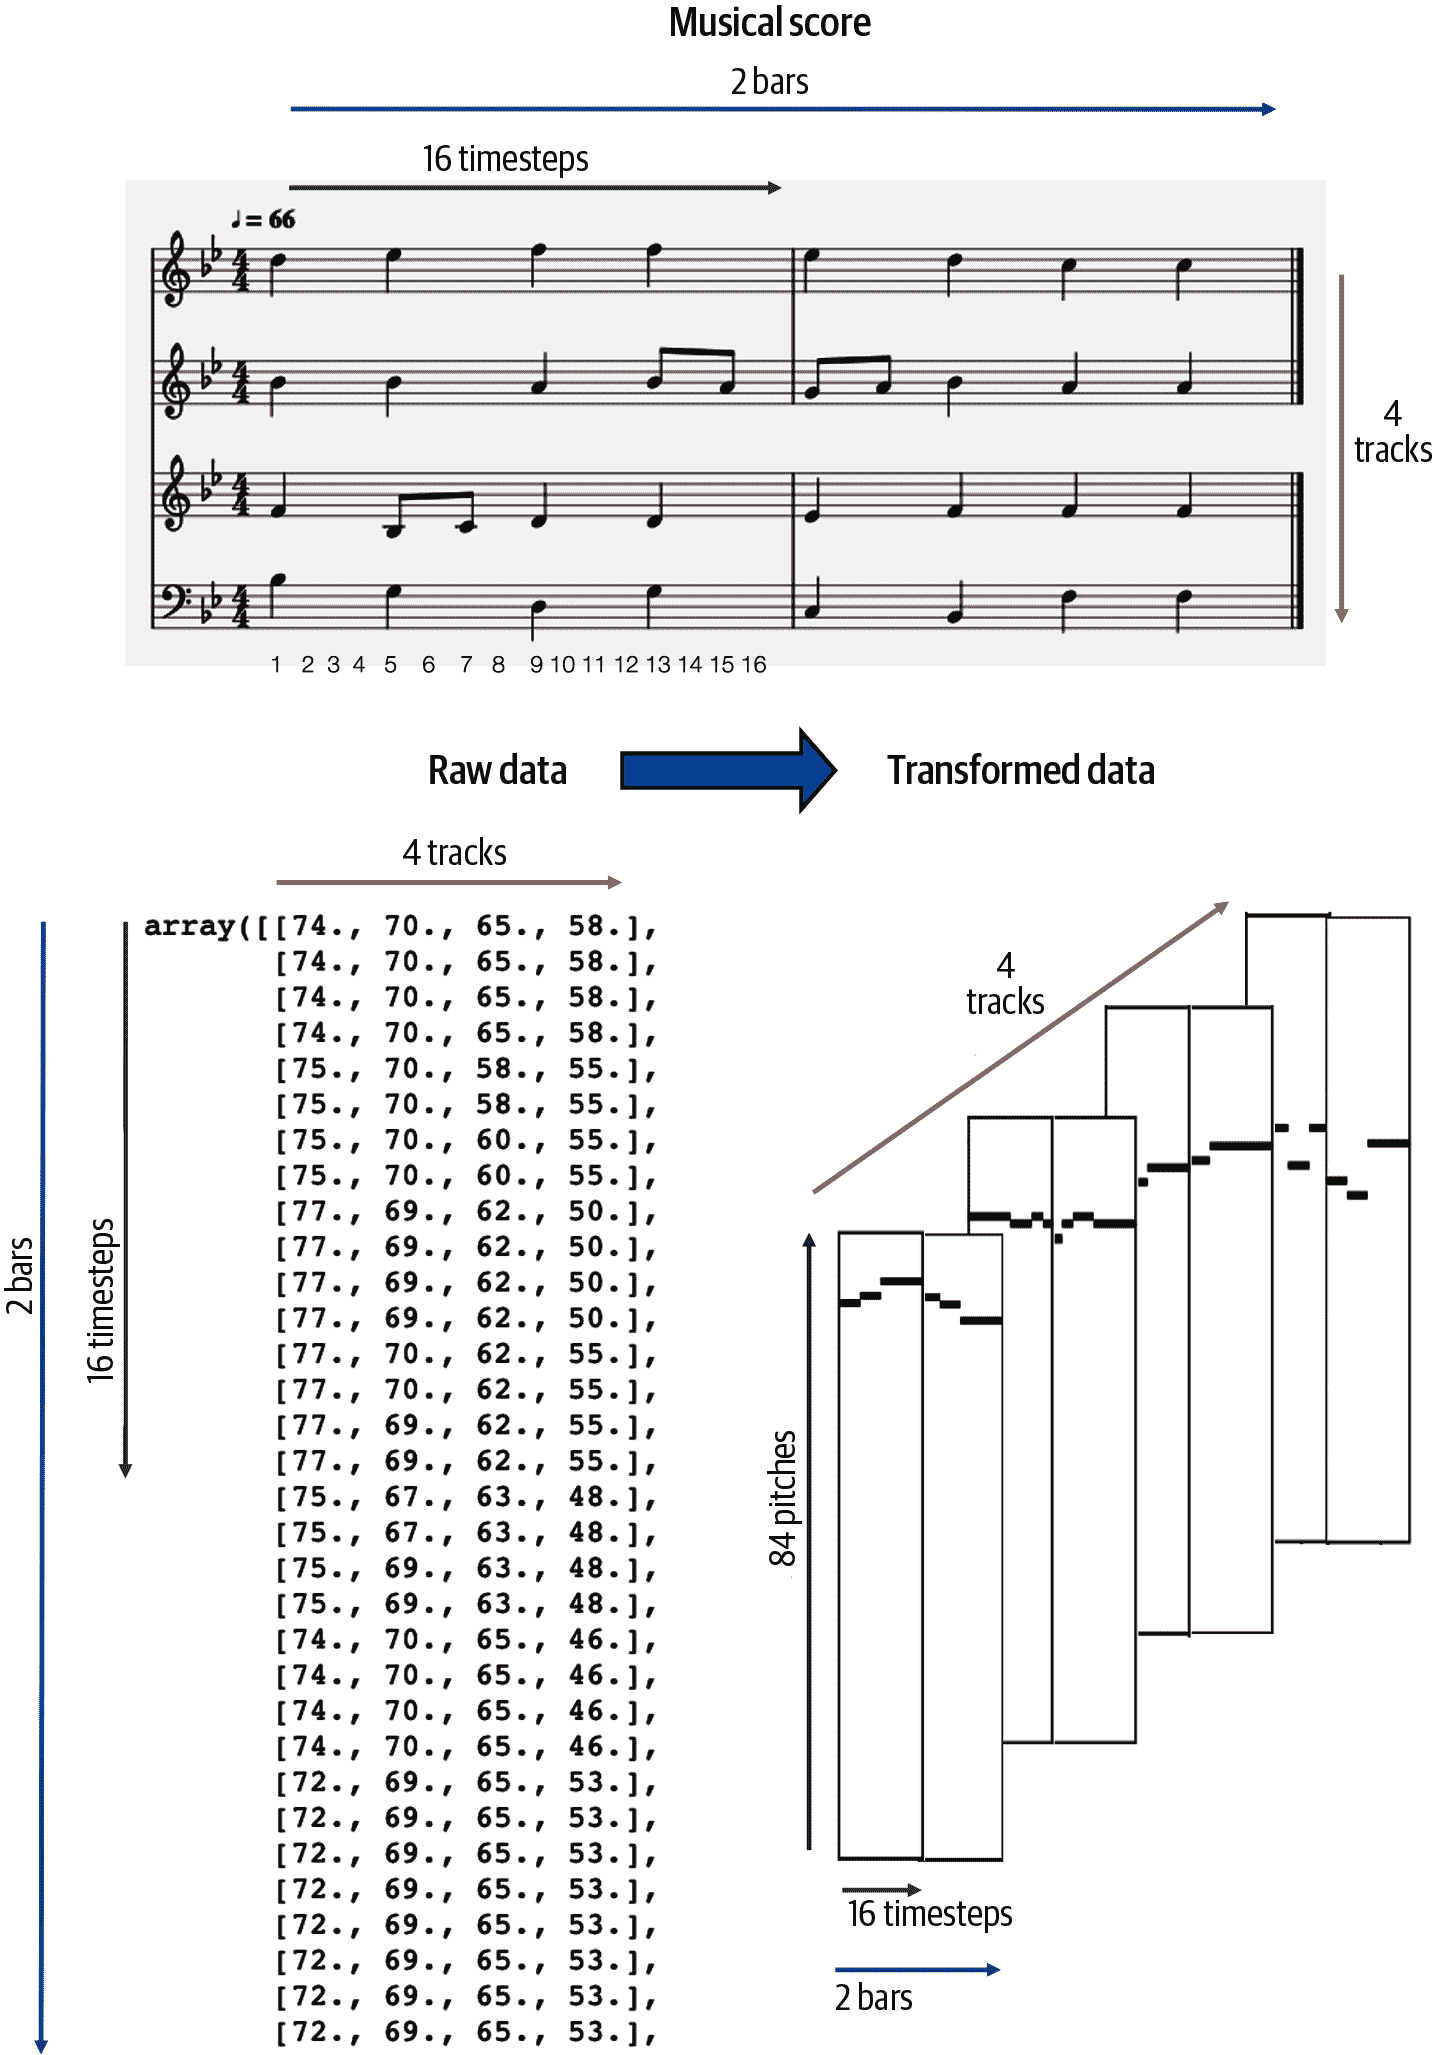 Musical score
2 bars
16 timesteps
♩= 66
4
4
4
4
4
4
4
4
4
tracks
1 2 3 4 5 6 7 8 9 10 11 12 13 14 15 16
Raw data
Transformed data
4 tracks
2 bars
16 timesteps
array([[74., 70., 65., 58.],
[74., 70., 65., 58.],
[74., 70., 65., 58.],
[74., 70., 65., 58.],
[75., 70., 58., 55.],
[75., 70., 58., 55.],
[75., 70., 60., 55.],
[75., 70., 60., 55.],
[77., 69., 62., 50.],
[77., 69., 62., 50.],
[77., 69., 62., 50.],
[77., 69., 62., 50.],
[77., 70., 62., 55.],
[77., 70., 62., 55.],
[77., 69., 62., 55.],
[77., 69., 62., 55.],
[75., 67., 63., 48.],
[75., 67., 63., 48.],
[75., 69., 63., 48.],
[75., 69., 63., 48.],
[74., 70., 65., 46.],
[74., 70., 65., 46.],
[74., 70., 65., 46.],
[74., 70., 65., 46.],
[72., 69., 65., 53.],
[72., 69., 65., 53.],
[72., 69., 65., 53.],
[72., 69., 65., 53.],
[72., 69., 65., 53.],
[72., 69., 65., 53.],
[72., 69., 65., 53.],
[72., 69., 65., 53.],
4
tracks
84 pitches
16 timesteps
2 bars